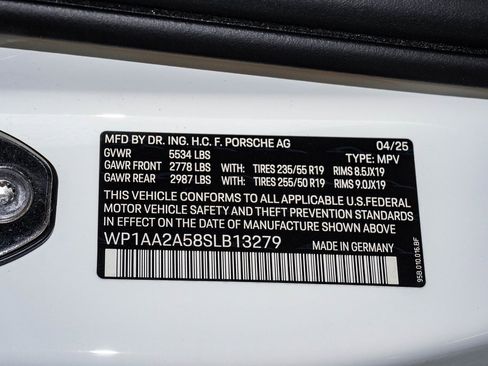 MFD BY DR. ING. H.C. F. PORSCHE AG 04/25
GVWR 5534 LBS TYPE: MPV
GAWR FRONT 2778 LBS WITH: TIRES 235/55 R19 RIMS 8.5JX19
GAWR REAR 2987 LBS WITH: TIRES 255/50 R19 RIMS 9.0JX19
THIS VEHICLE CONFORMS TO ALL APPLICABLE U.S.FEDERAL
MOTOR VEHICLE SAFETY AND THEFT PREVENTION STANDARDS
IN EFFECT ON THE DATE OF MANUFACTURE SHOWN ABOVE
WP1AA2A58SLB13279 MADE IN GERMANY
95B.010.016.BF